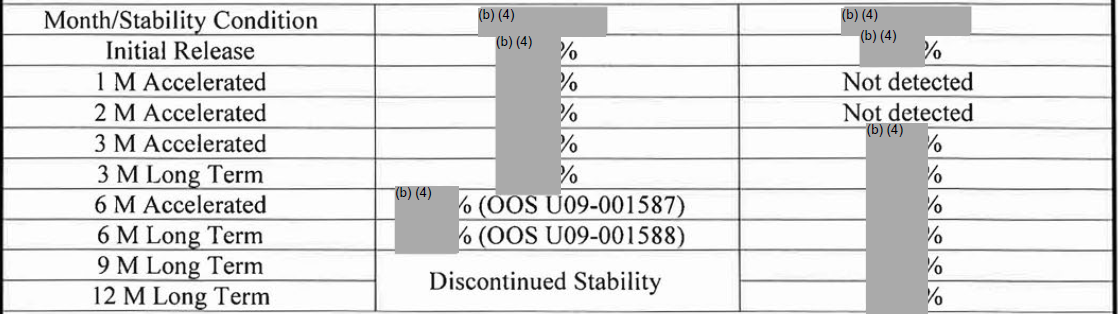 Month/Stability Condition (b) (4) (b) (4)
Initial Release (b) (4) % (b) (4) %
1 M Accelerated % Not detected
2 M Accelerated % Not detected
3 M Accelerated % (b) (4) %
3 M Long Term % %
6 M Accelerated (b) (4) % (OOS U09-001587) %
6 M Long Term % (OOS U09-001588) %
9 M Long Term %
Discontinued Stability
12 M Long Term %